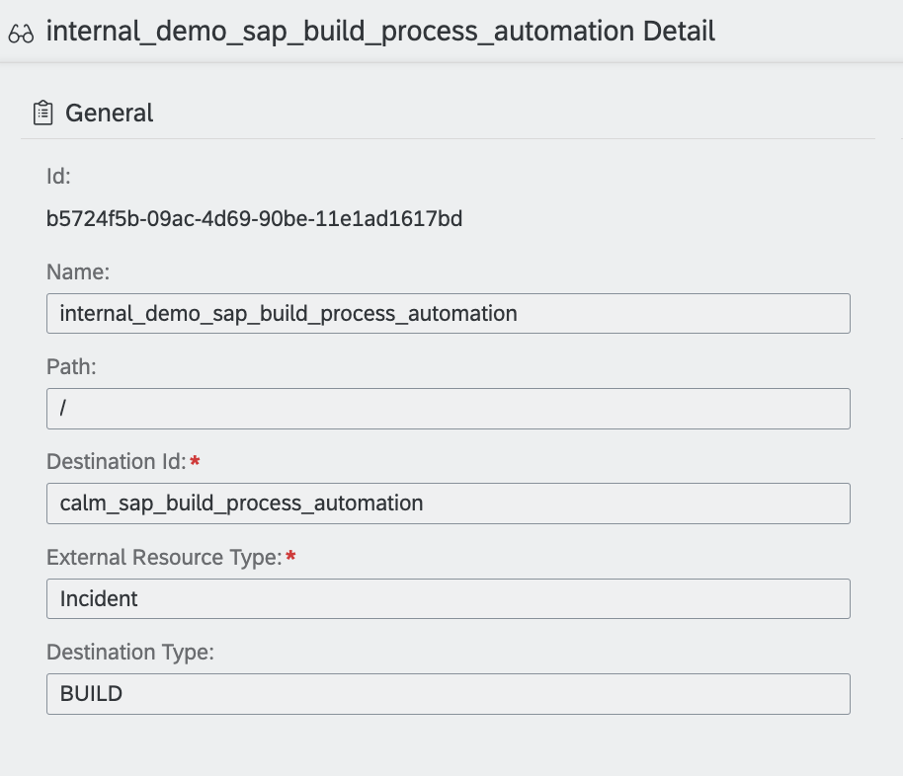 internal_demo_sap_build_process_automation Detail
General
Id:
b5724f5b-09ac-4d69-90be-11e1ad1617bd
Name:
internal_demo_sap_build_process_automation
Path:
/
Destination Id:*
calm_sap_build_process_automation
External Resource Type:*
Incident
Destination Type:
BUILD